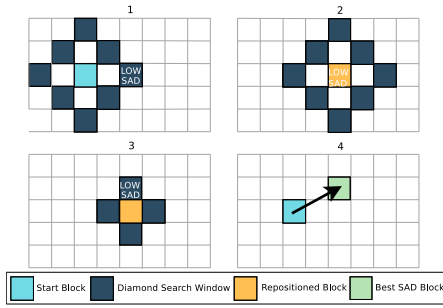 1
2
LOW
SAD
LOW
SAD
3
4
LOW
SAD
Start Block
Diamond Search Window
Repositioned Block
Best SAD Block